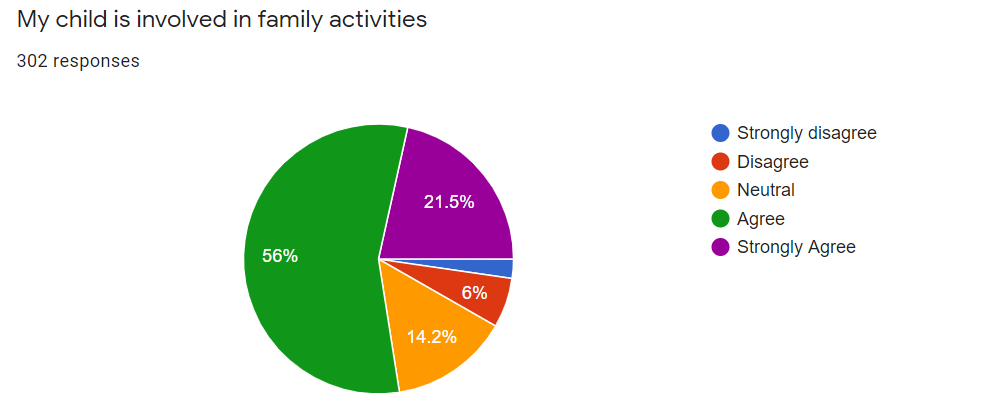 My child is involved in family activities
302 responses
21.5%
56%
6%
14.2%
Strongly disagree
Disagree
Neutral
Agree
Strongly Agree